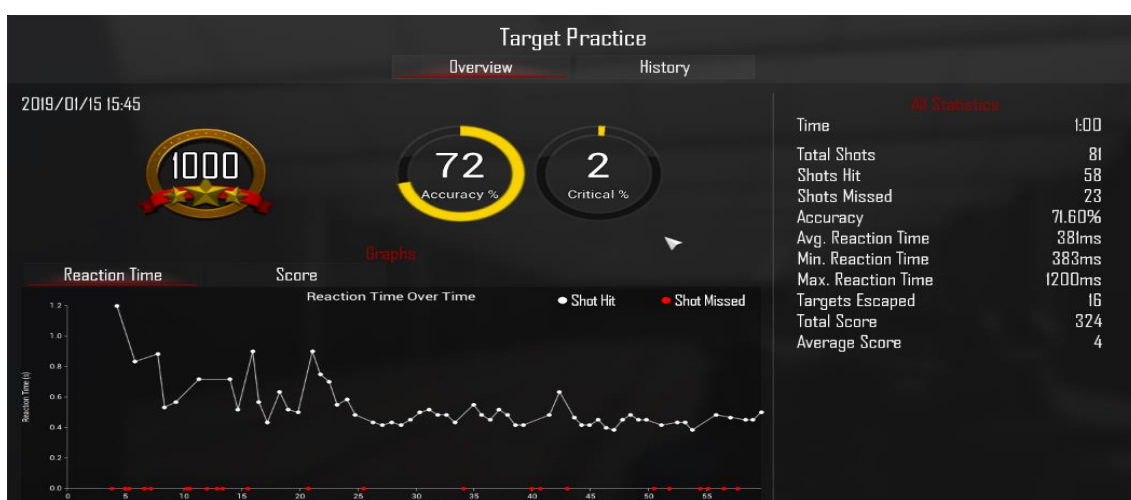 Target Practice
Overview History
2019/01/15 15:45
1000
72
Accuracy %
2
Critical %
All Statistics
Time 1:00
Total Shots 81
Shots Hit 58
Shots Missed 23
Accuracy 71.60%
Avg. Reaction Time 381ms
Min. Reaction Time 383ms
Max. Reaction Time 1200ms
Targets Escaped 16
Total Score 324
Average Score 4
Graphs
Reaction Time Score
Reaction Time Over Time
Shot Hit Shot Missed
Reaction Time (s)
1.2
1.0
0.8
0.6
0.4
0.2
0.0
0 5 10 15 20 25 30 35 40 45 50 55